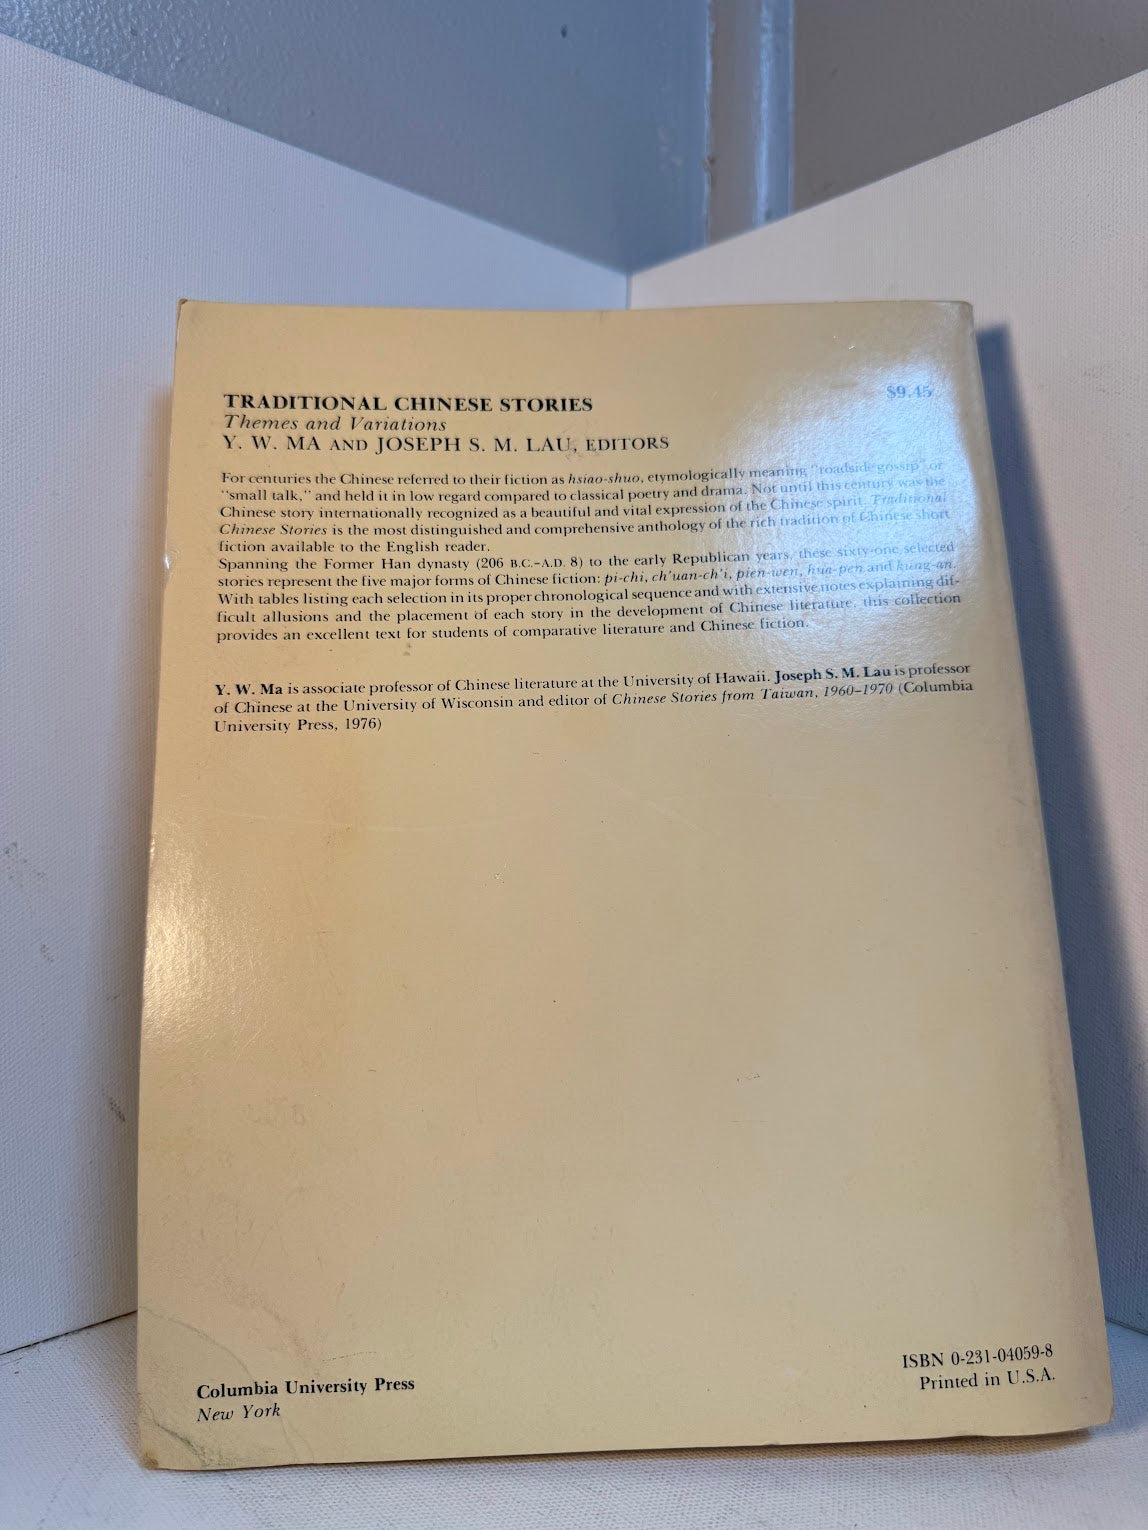 $9.45
TRADITIONAL CHINESE STORIES
Themes and Variations
Y. W. MA AND JOSEPH S. M. LAU, EDITORS
For centuries the Chinese referred to their fiction as hsiao-shuo, etymologically meaning "roadside gossip" or
"small talk," and held it in low regard compared to classical poetry and drama. Not until this century was the
Chinese story internationally recognized as a beautiful and vital expression of the Chinese spirit. Traditional
Chinese Stories is the most distinguished and comprehensive anthology of the rich tradition of Chinese short
fiction available to the English reader.
Spanning the Former Han dynasty (206 B.C.–A.D. 8) to the early Republican years, these sixty-one selected
stories represent the five major forms of Chinese fiction: pi-chi, ch'uan-ch'i, pien-wen, hua-pen and kung-an.
With tables listing each selection in its proper chronological sequence and with extensive notes explaining dif-
ficult allusions and the placement of each story in the development of Chinese literature, this collection
provides an excellent text for students of comparative literature and Chinese fiction.
Y. W. Ma is associate professor of Chinese literature at the University of Hawaii. Joseph S. M. Lau is professor
of Chinese at the University of Wisconsin and editor of Chinese Stories from Taiwan, 1960–1970 (Columbia
University Press, 1976)
Columbia University Press
New York
ISBN 0-231-04059-8
Printed in U.S.A.